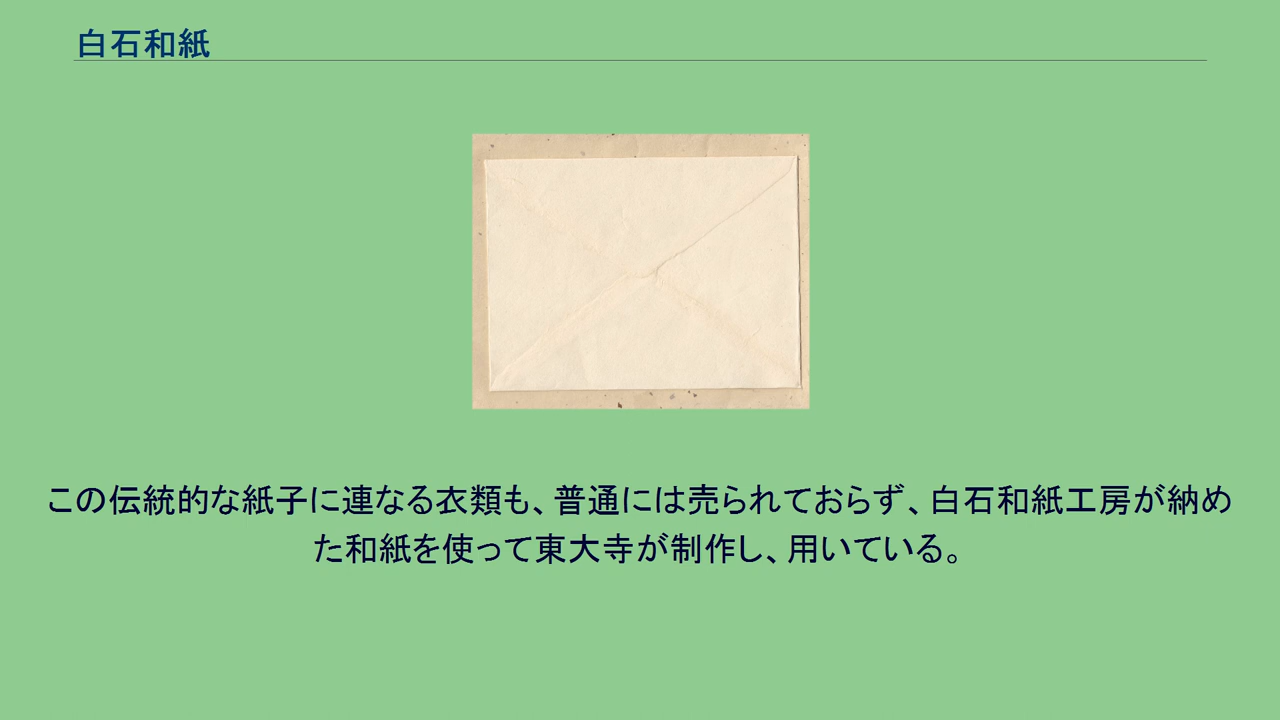 白石和紙
この伝統的な紙子に連なる衣類も、普通には売られておらず、白石和紙工房が納め
た和紙を使って東大寺が制作し、用いている。